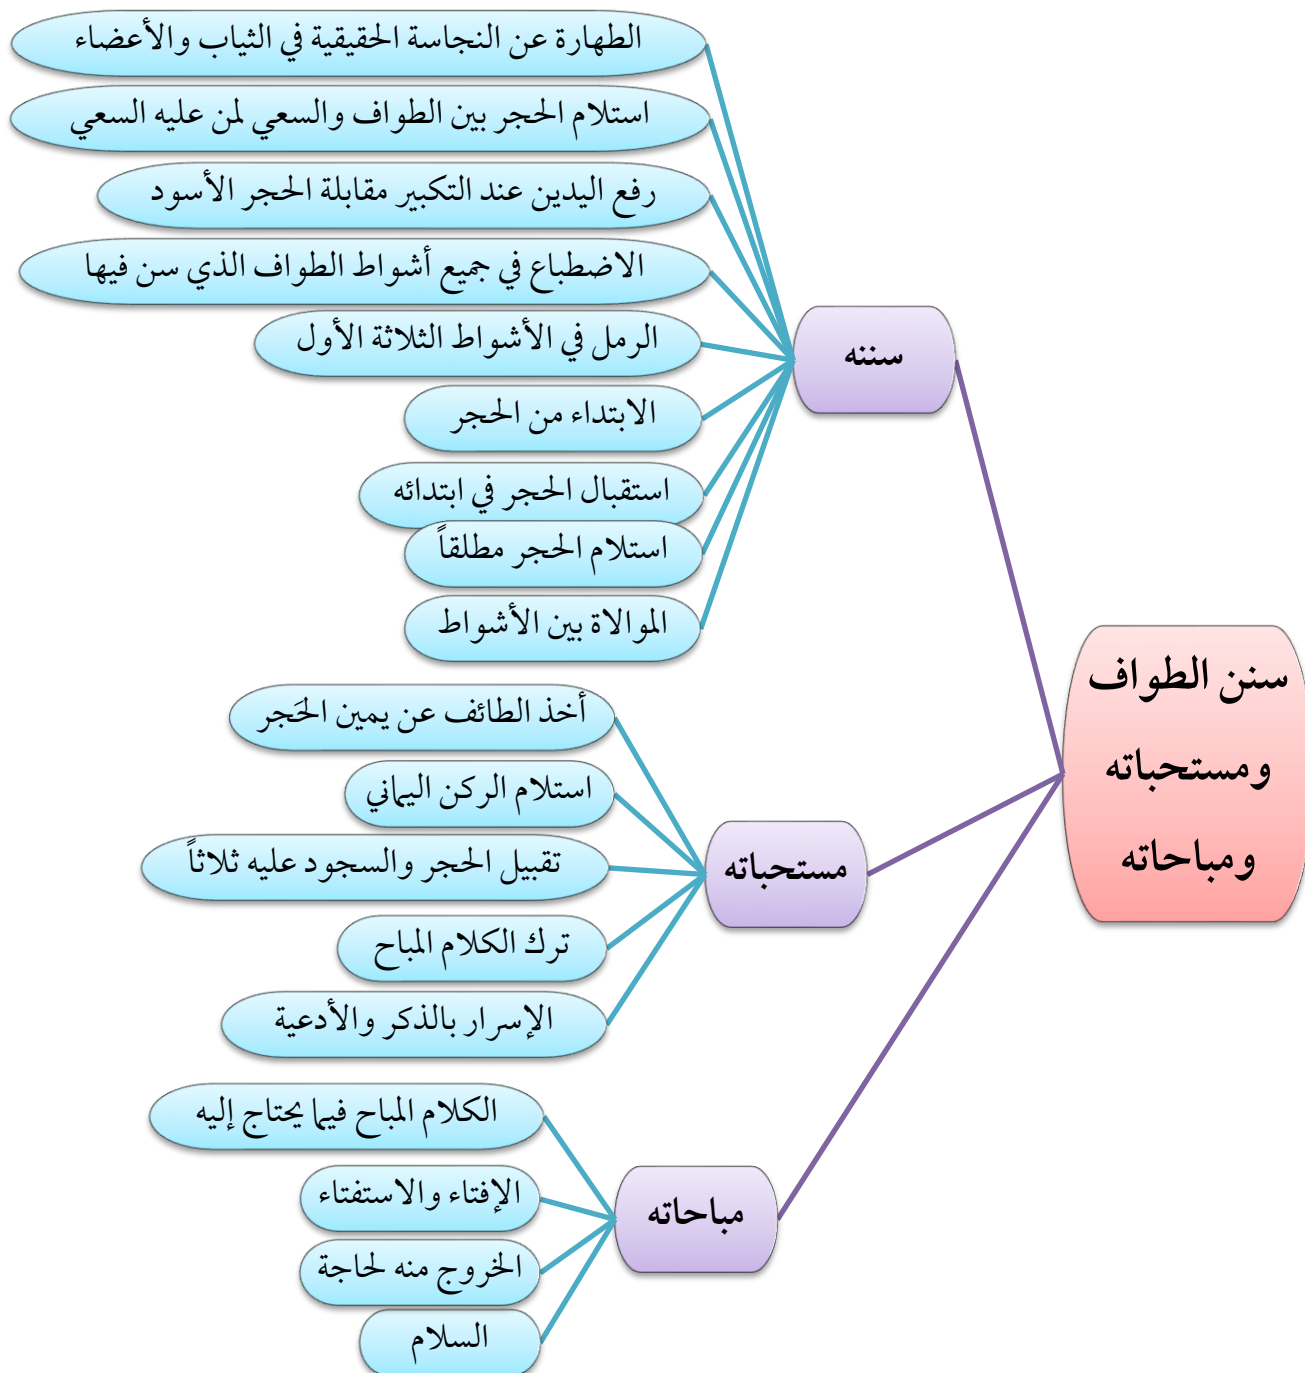 سنن الطواف
ومستحباته
ومباحاته
سننه
الطهارة عن النجاسة الحقيقية في الثياب والأعضاء
استلام الحجر بين الطواف والسعي لمن عليه السعي
رفع اليدين عند التكبير مقابلة الحجر الأسود
الاضطباع في جميع أشواط الطواف الذي سن فيها
الرمل في الأشواط الثلاثة الأول
الابتداء من الحجر
استقبال الحجر في ابتدائه
استلام الحجر مطلقاً
الموالاة بين الأشواط
مستحباته
أخذ الطائف عن يمين الحَجر
استلام الركن اليماني
تقبيل الحجر والسجود عليه ثلاثاً
ترك الكلام المباح
الإسرار بالذكر والأدعية
مباحاته
الكلام المباح فيما يحتاج إليه
الإفتاء والاستفتاء
الخروج منه لحاجة
السلام